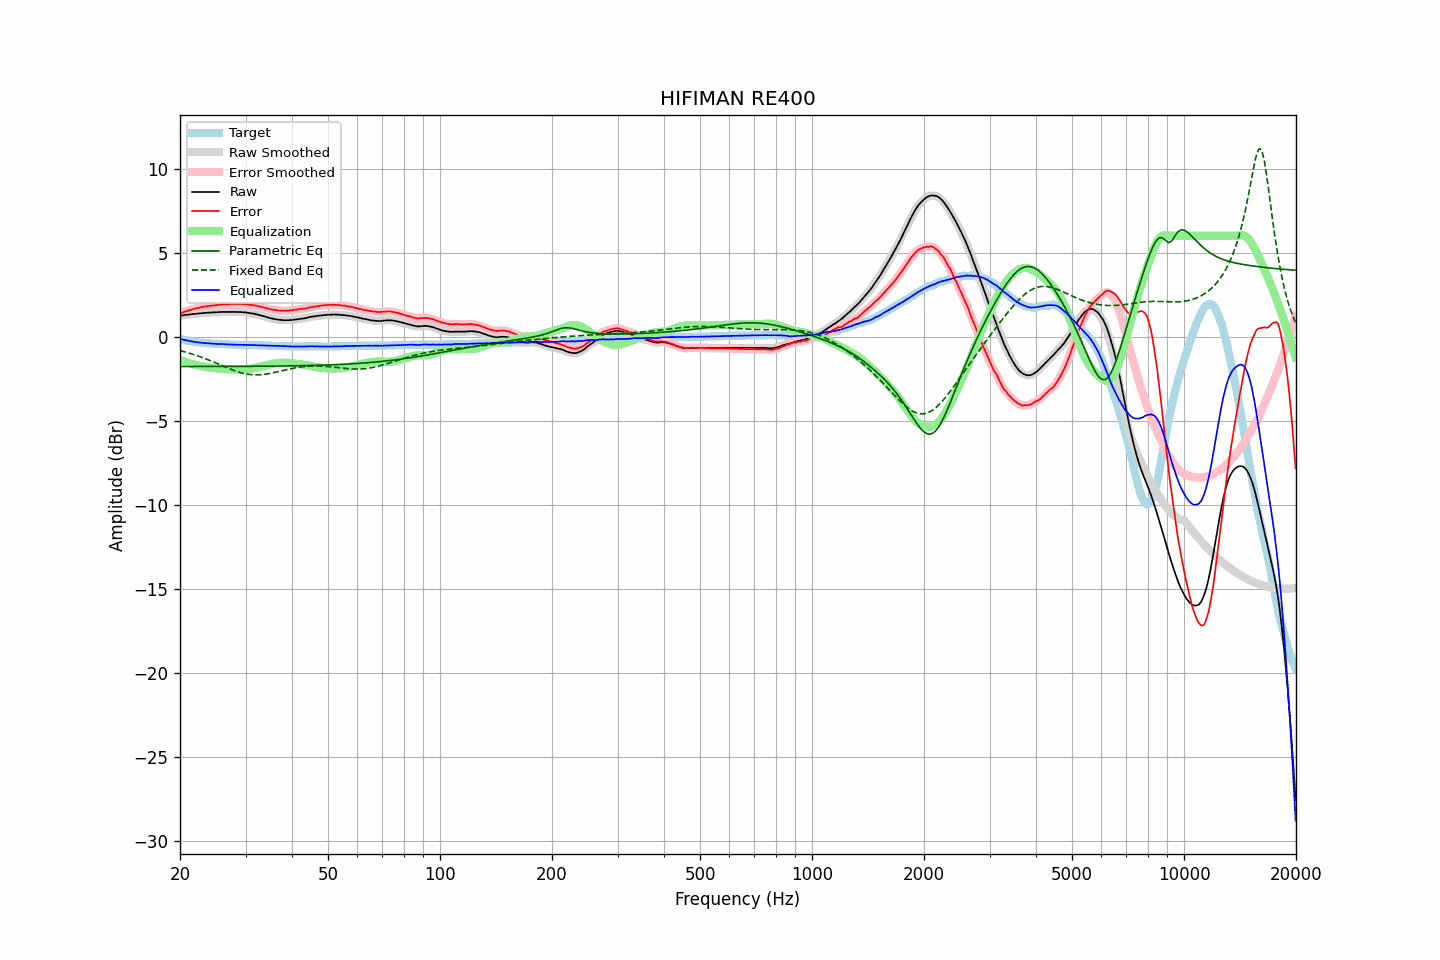 HIFIMAN RE400
Target
Raw Smoothed
Error Smoothed
Raw
Error
Equalization
Parametric Eq
Fixed Band Eq
Equalized
10
5
0
−5
−10
−15
−20
−25
−30
Amplitude (dBr)
20
50
100
200
500
1000
2000
5000
10000
20000
Frequency (Hz)